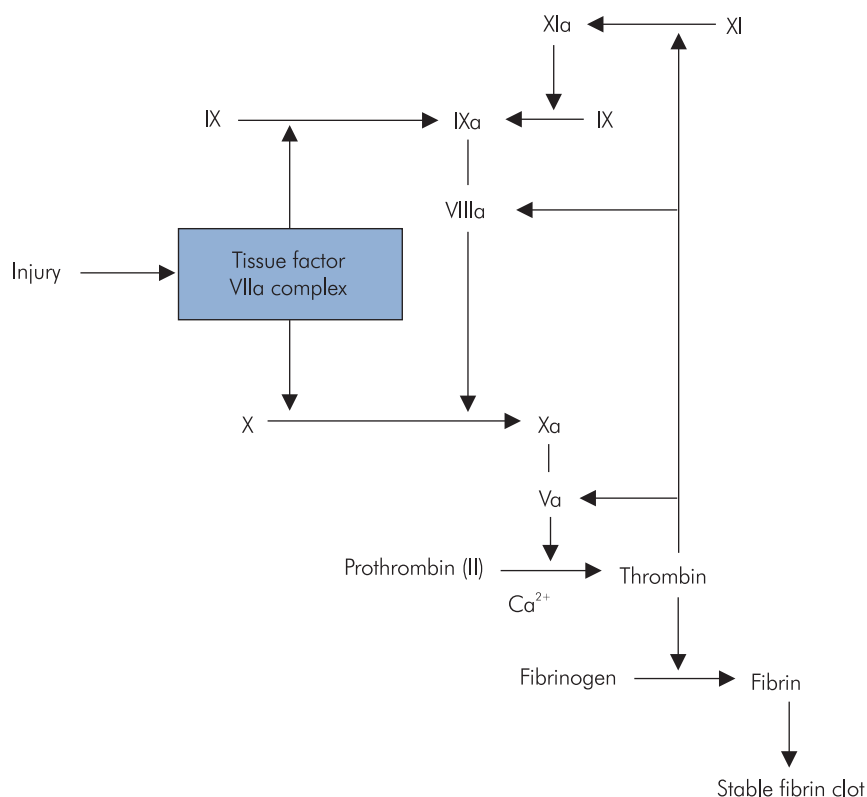 XIa
XI
IX
IXa
IX
VIIIa
Injury
Tissue factor
VIIa complex
X
Xa
Va
Prothrombin (II)
Thrombin
Ca²⁺
Fibrinogen
Fibrin
Stable fibrin clot